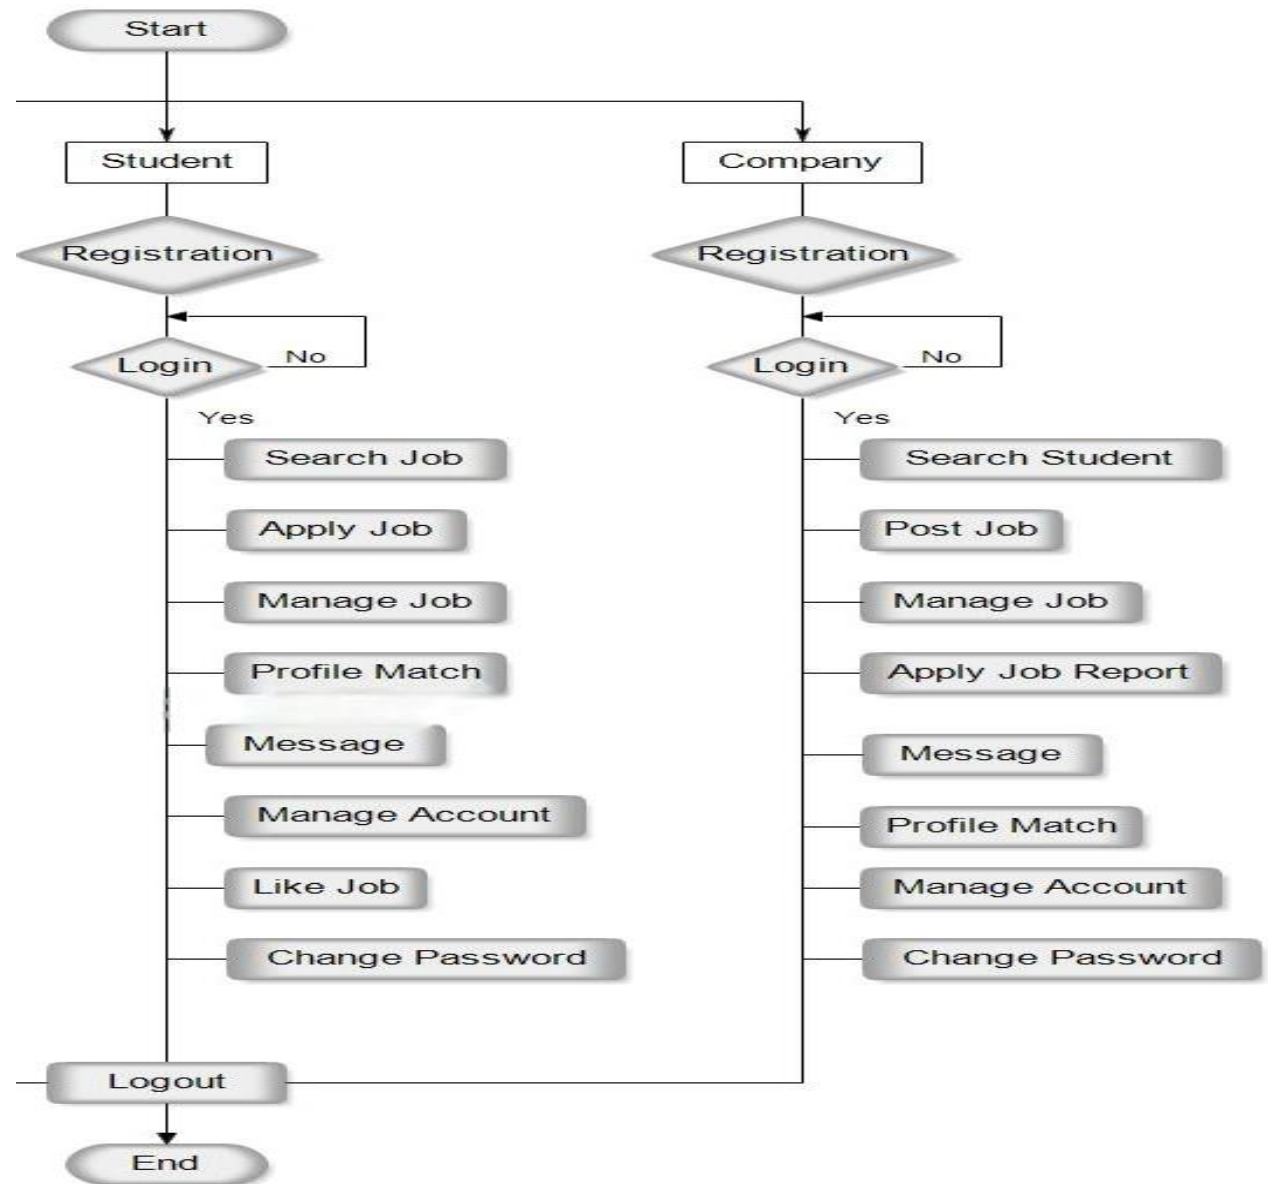 Start
Student
Company
Registration
Registration
Login
No
Login
No
Yes
Yes
Search Job
Search Student
Apply Job
Post Job
Manage Job
Manage Job
Profile Match
Apply Job Report
Message
Message
Manage Account
Profile Match
Like Job
Manage Account
Change Password
Change Password
Logout
End